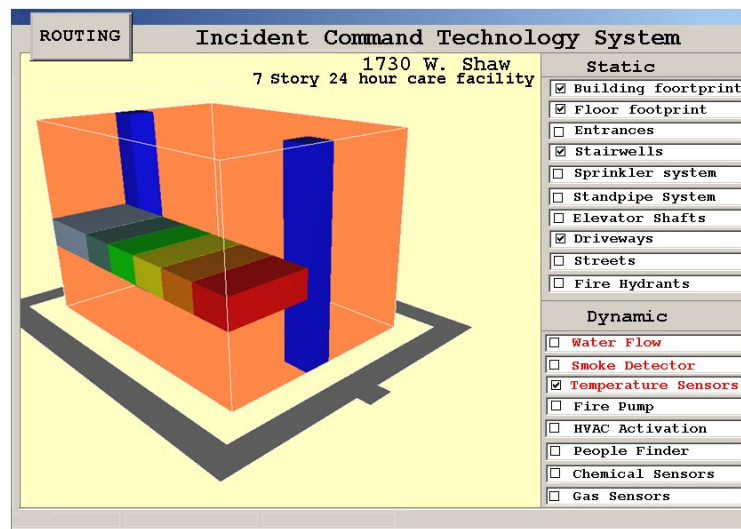 ROUTING
Incident Command Technology System
1730 W. Shaw
7 Story 24 hour care facility
Static
Building foortprint
Floor footprint
Entrances
Stairwells
Sprinkler system
Standpipe System
Elevator Shafts
Driveways
Streets
Fire Hydrants
Dynamic
Water Flow
Smoke Detector
Temperature Sensors
Fire Pump
HVAC Activation
People Finder
Chemical Sensors
Gas Sensors